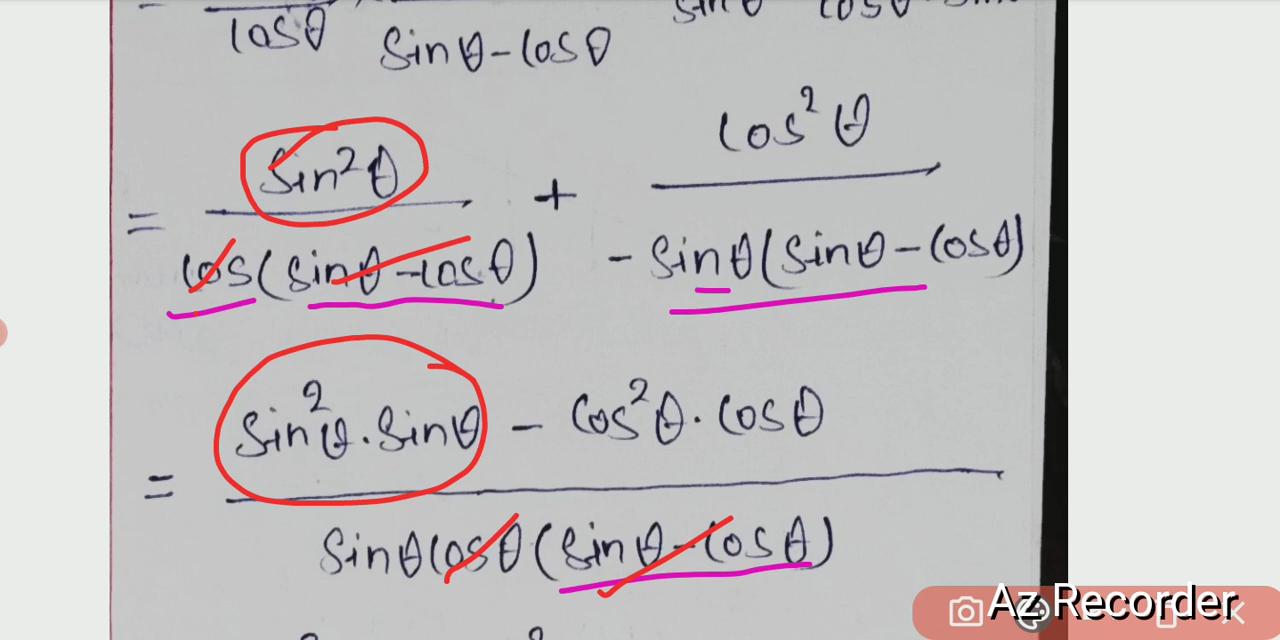 cosθ sinθ-cosθ
cos²θ
sin²θ
= +
cos(sinθ-cosθ) -sinθ(sinθ-cosθ)
sin²θ.sinθ - cos²θ.cosθ
=
sinθcosθ(sinθ-cosθ)
Az Recorder